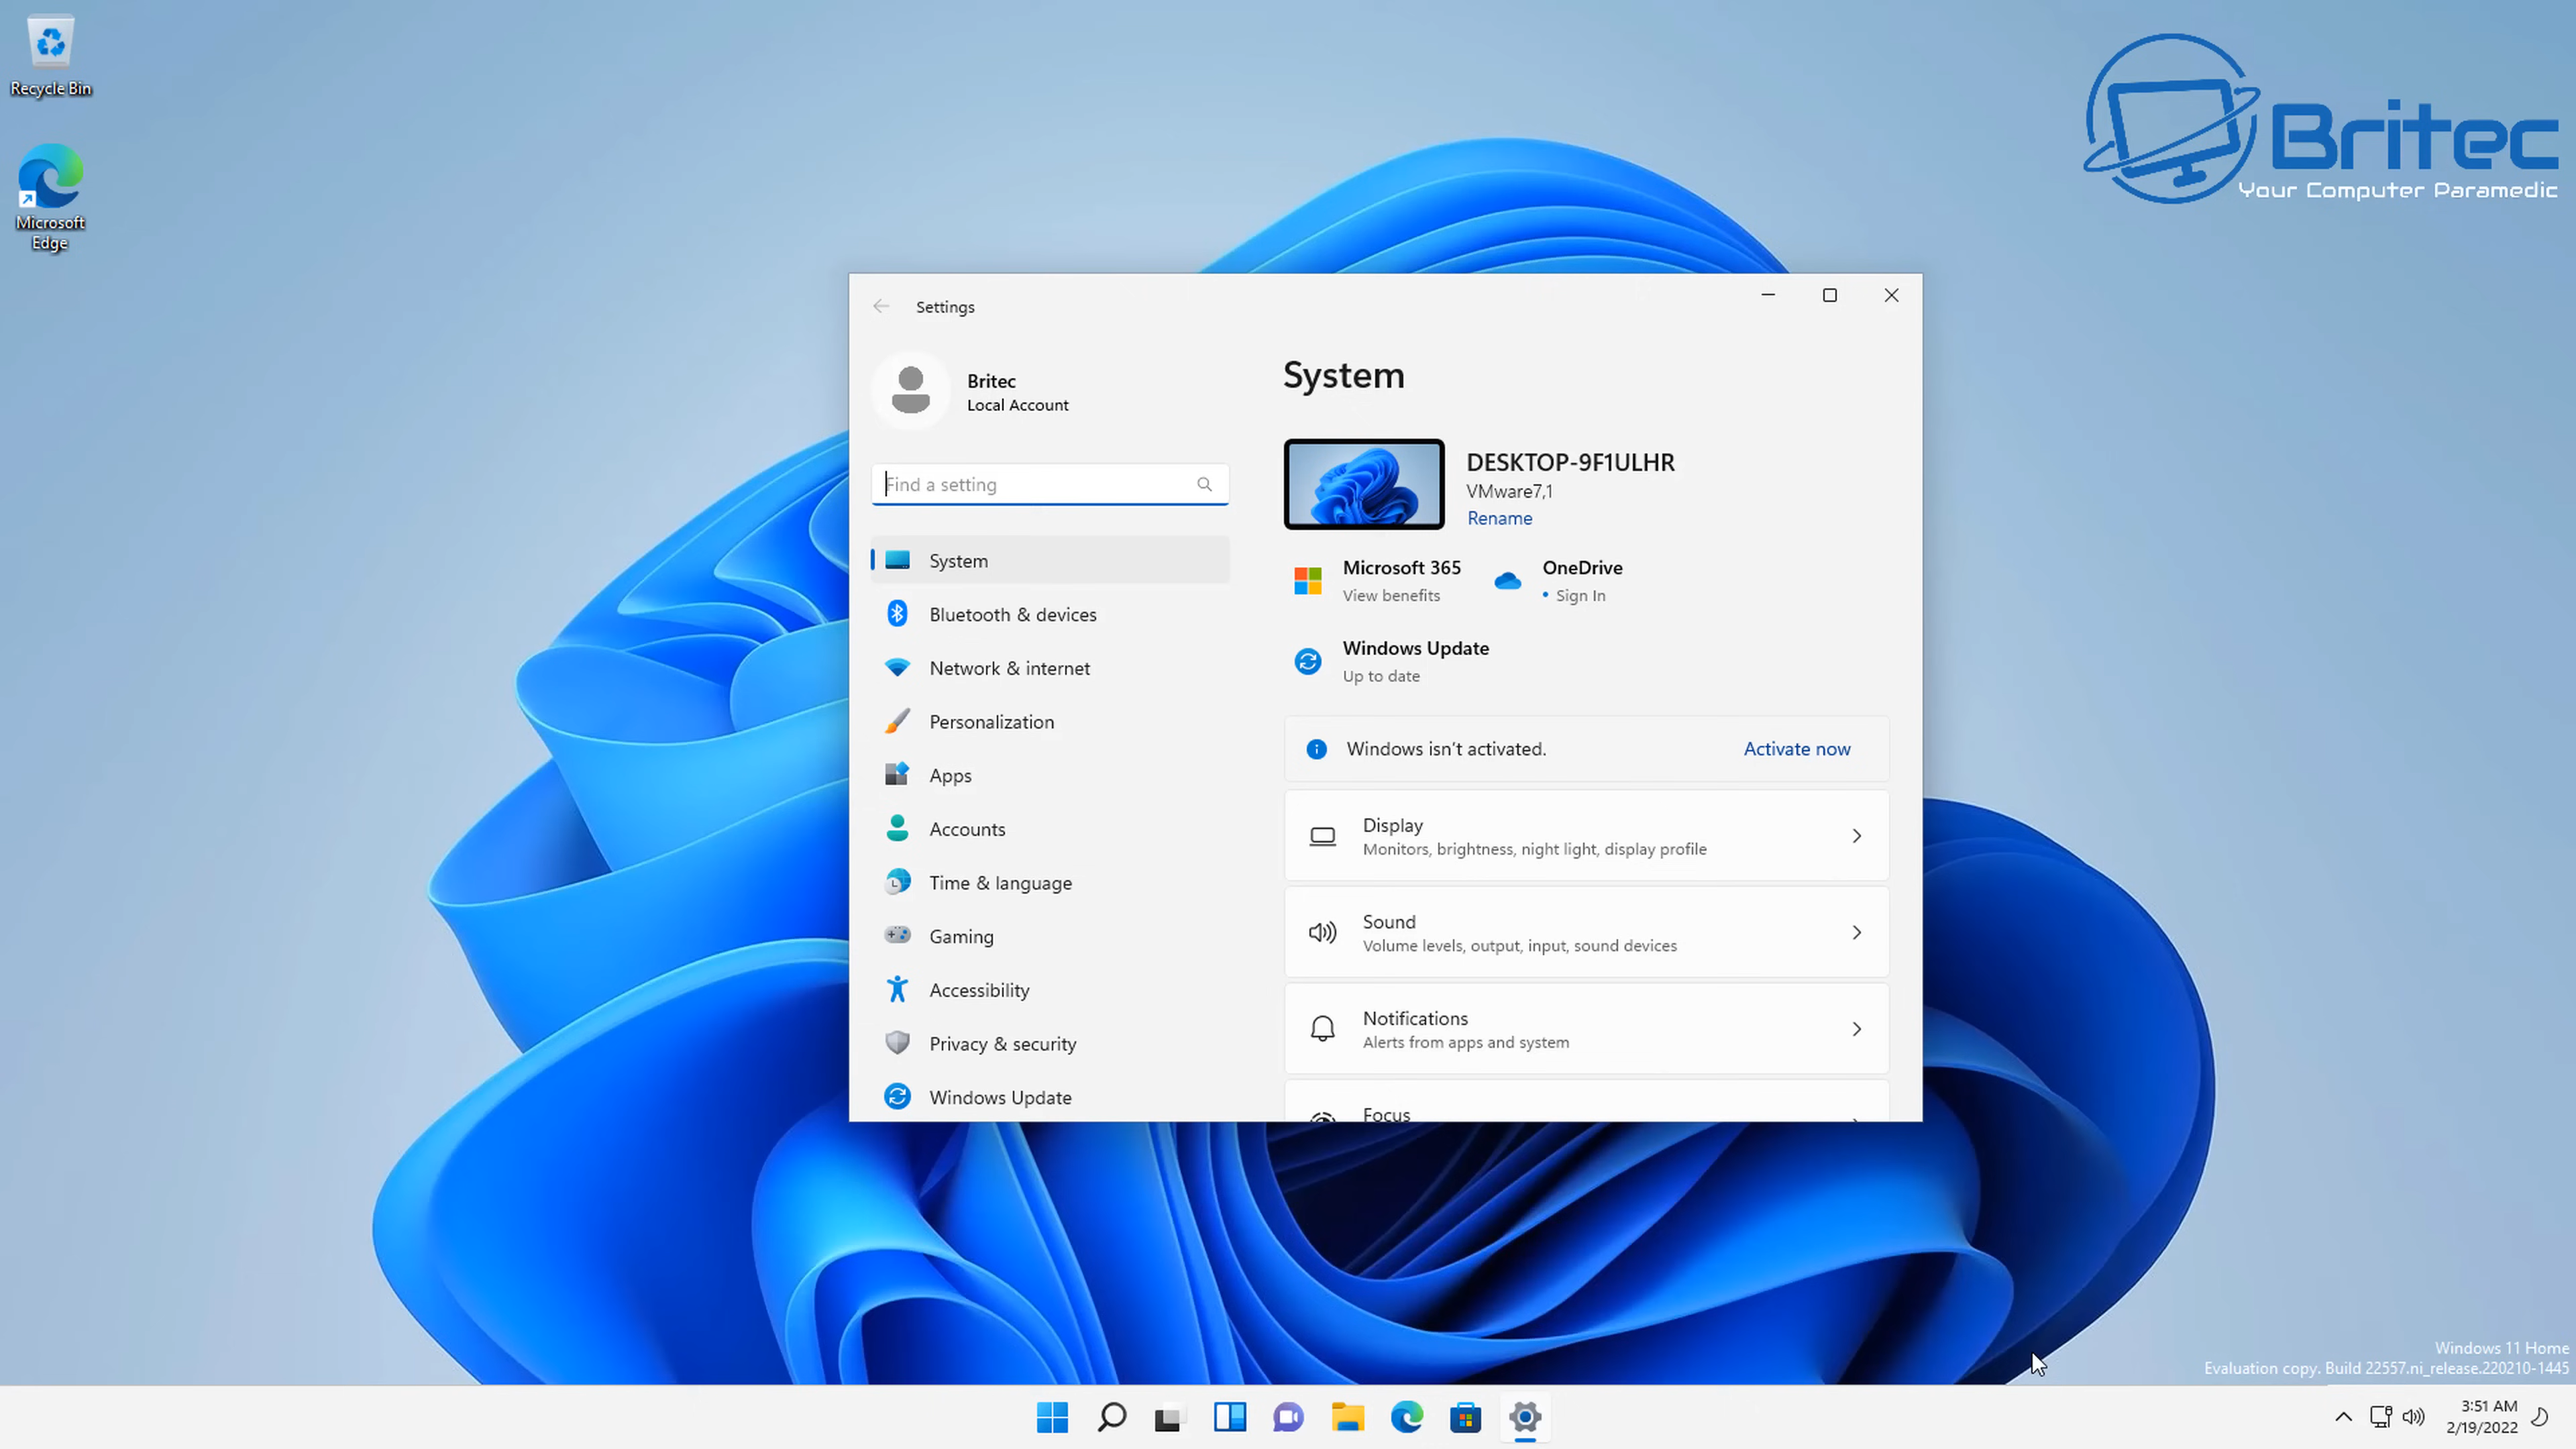 Recycle Bin
Microsoft
Edge
Britec
Your Computer Paramedic
Settings
Britec
Local Account
Find a setting
System
Bluetooth & devices
Network & internet
Personalization
Apps
Accounts
Time & language
Gaming
Accessibility
Privacy & security
Windows Update
System
DESKTOP-9F1ULHR
VMware7,1
Rename
Microsoft 365
View benefits
OneDrive
• Sign In
Windows Update
Up to date
Windows isn't activated.
Activate now
Display
Monitors, brightness, night light, display profile
Sound
Volume levels, output, input, sound devices
Notifications
Alerts from apps and system
Focus
Windows 11 Home
Evaluation copy. Build 22557.ni_release.220210-1445
3:51 AM
2/19/2022